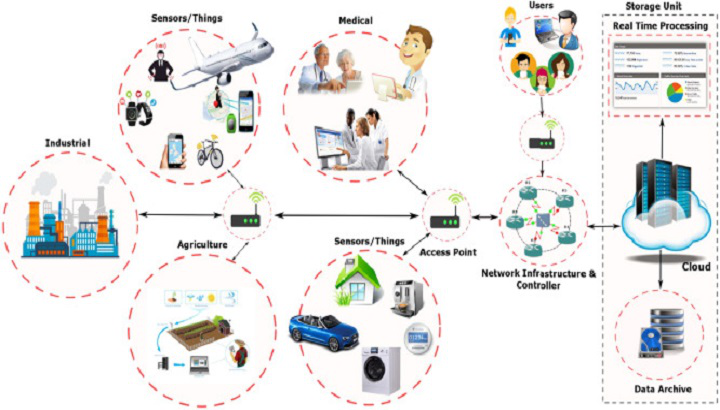 Sensors/Things
Medical
Users
Storage Unit
Real Time Processing
Industrial
Agriculture
Sensors/Things
Access Point
Network Infrastructure &
Controller
Cloud
Data Archive